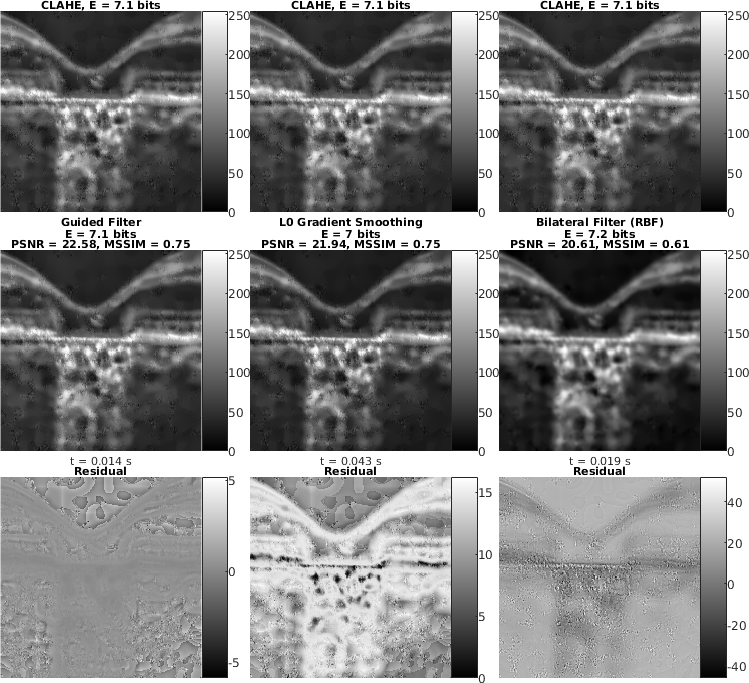 CLAHE, E = 7.1 bits CLAHE, E = 7.1 bits CLAHE, E = 7.1 bits
250 250 250
200 200 200
150 150 150
100 100 100
50 50 50
0 0 0
Guided Filter L0 Gradient Smoothing Bilateral Filter (RBF)
E = 7.1 bits E = 7 bits E = 7.2 bits
PSNR = 22.58, MSSIM = 0.75 PSNR = 21.94, MSSIM = 0.75 PSNR = 20.61, MSSIM = 0.61
250 250 250
200 200 200
150 150 150
100 100 100
50 50 50
0 0 0
t = 0.014 s t = 0.043 s t = 0.019 s
Residual Residual Residual
5 15 40
0 10 20
-5 5 0
0 -20
-40